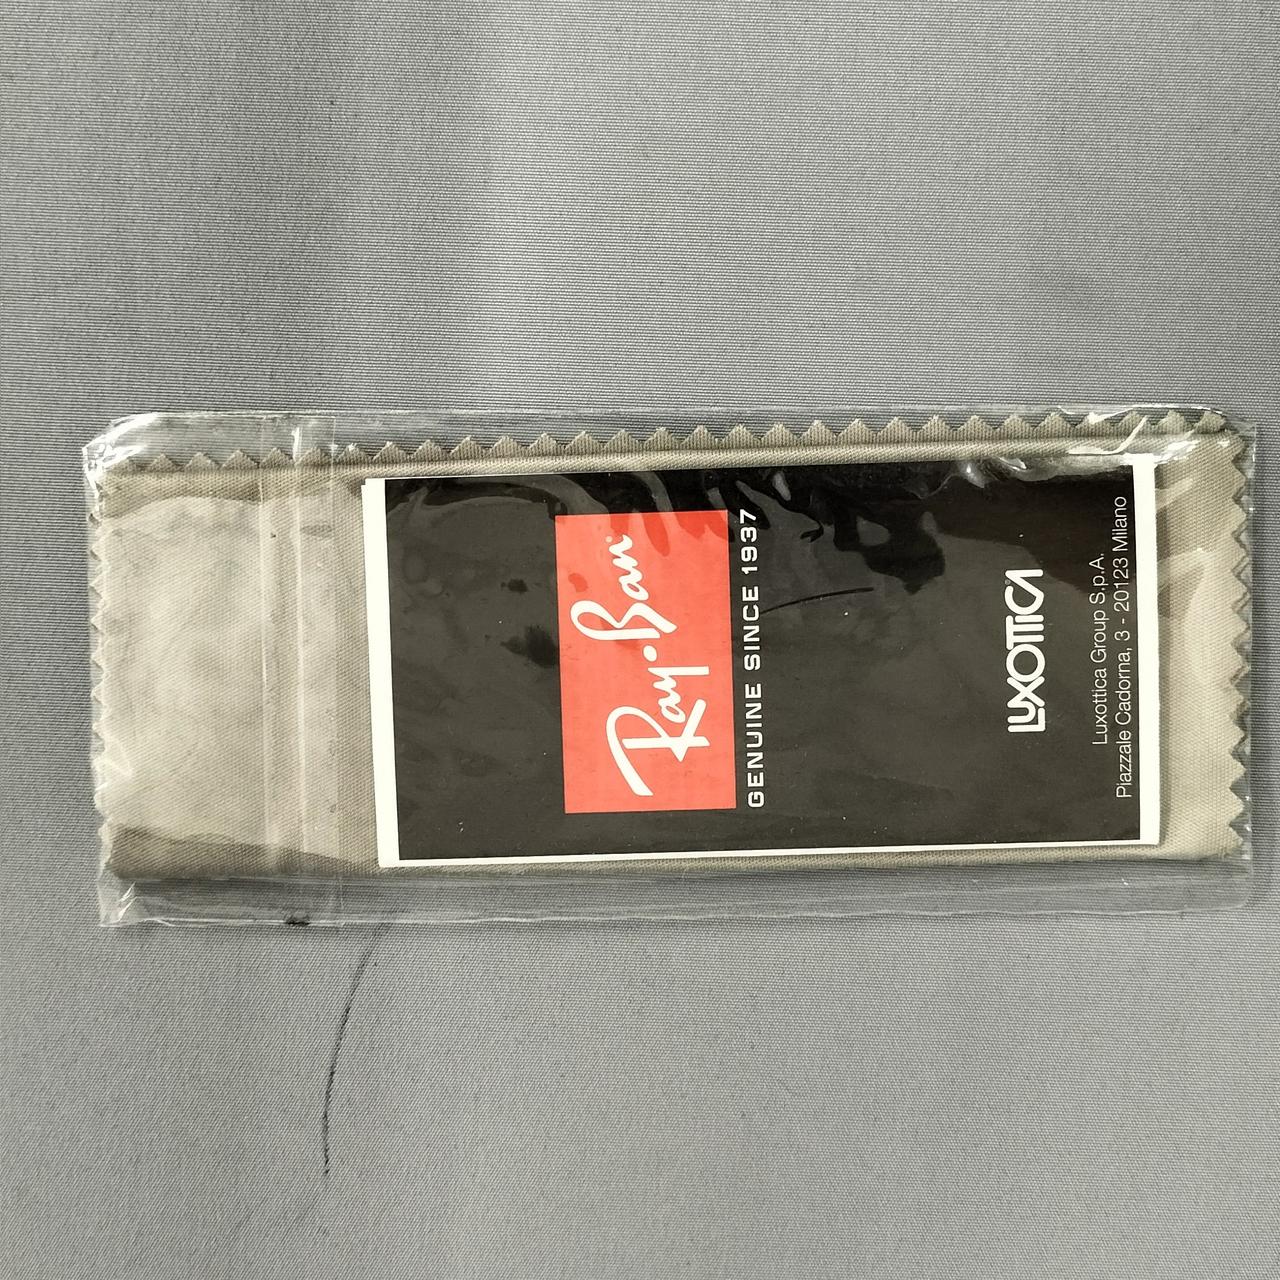 Ray-Ban
GENUINE SINCE 1937
LUXOTTICA
Luxottica Group S.p.A.
Piazzale Cadorna, 3 - 20123 Milano